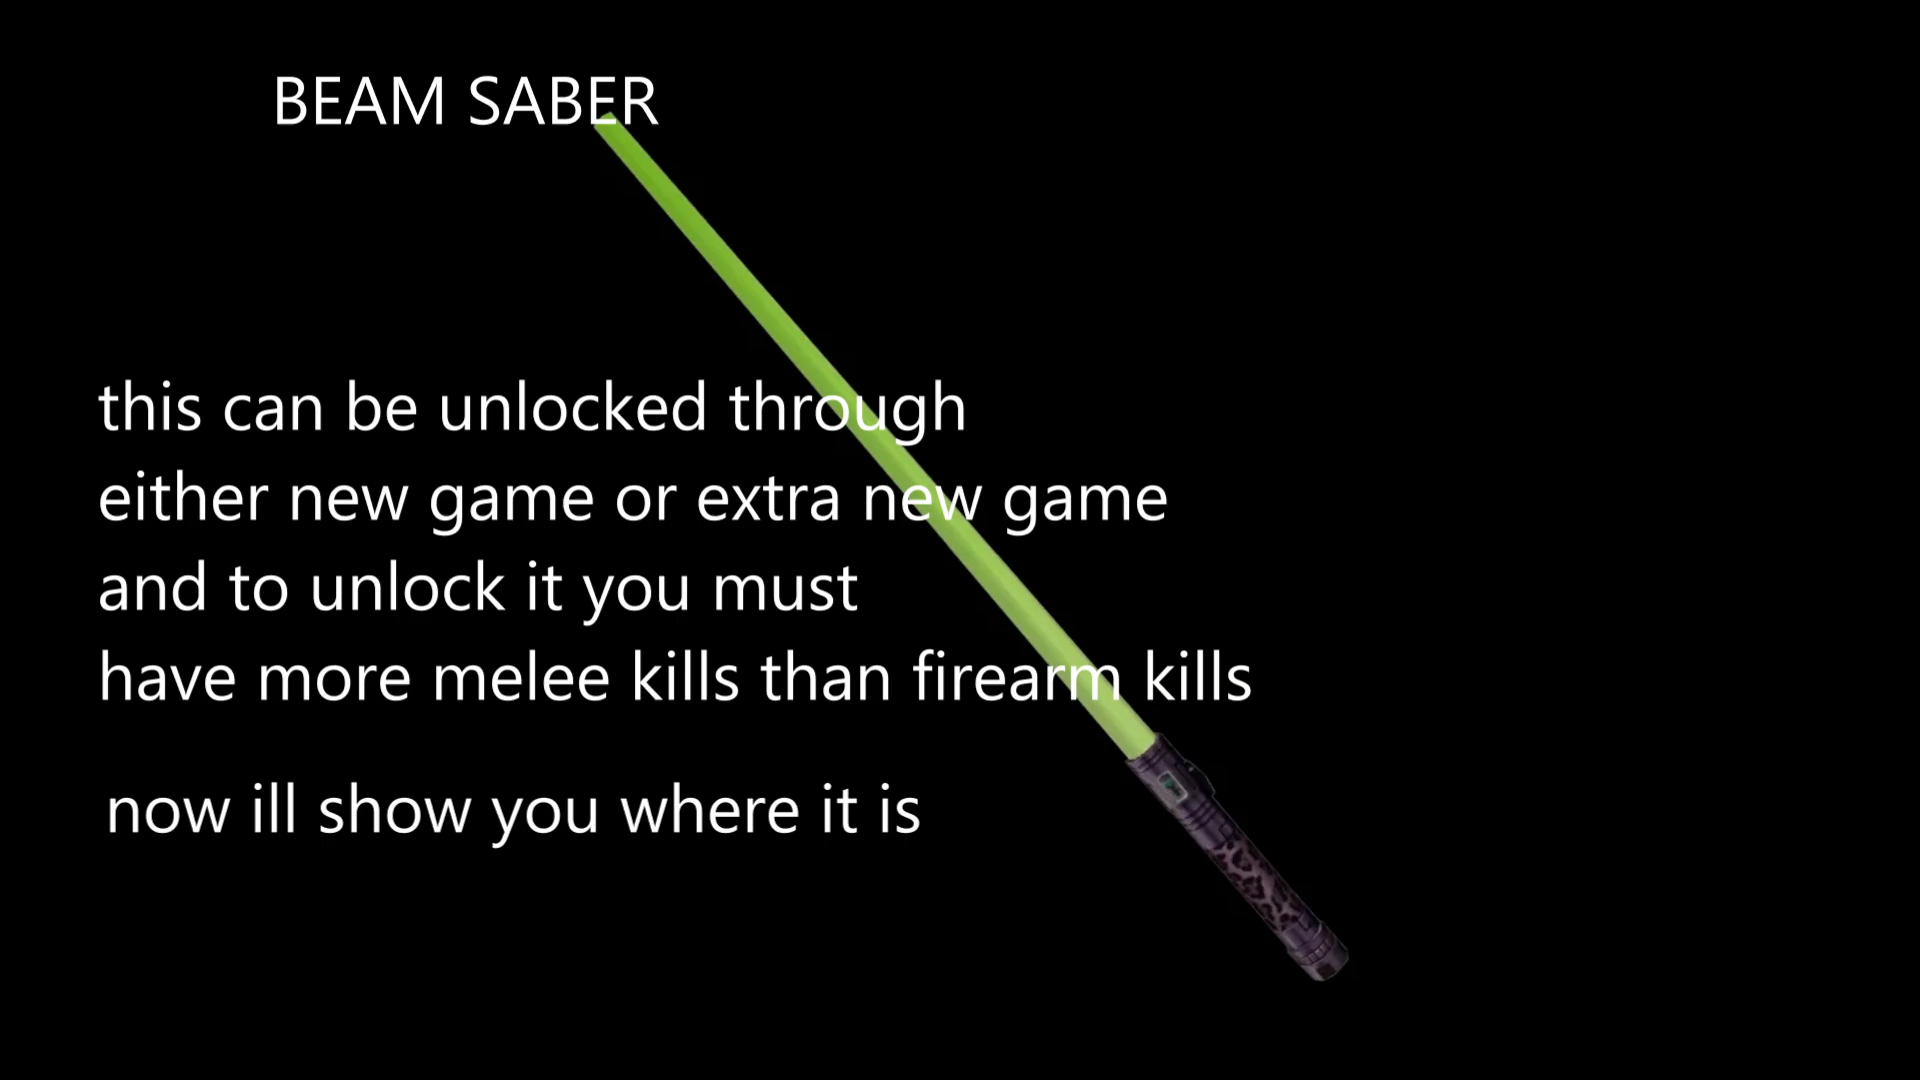 BEAM SABER
this can be unlocked through
either new game or extra new game
and to unlock it you must
have more melee kills than firearm kills
now ill show you where it is